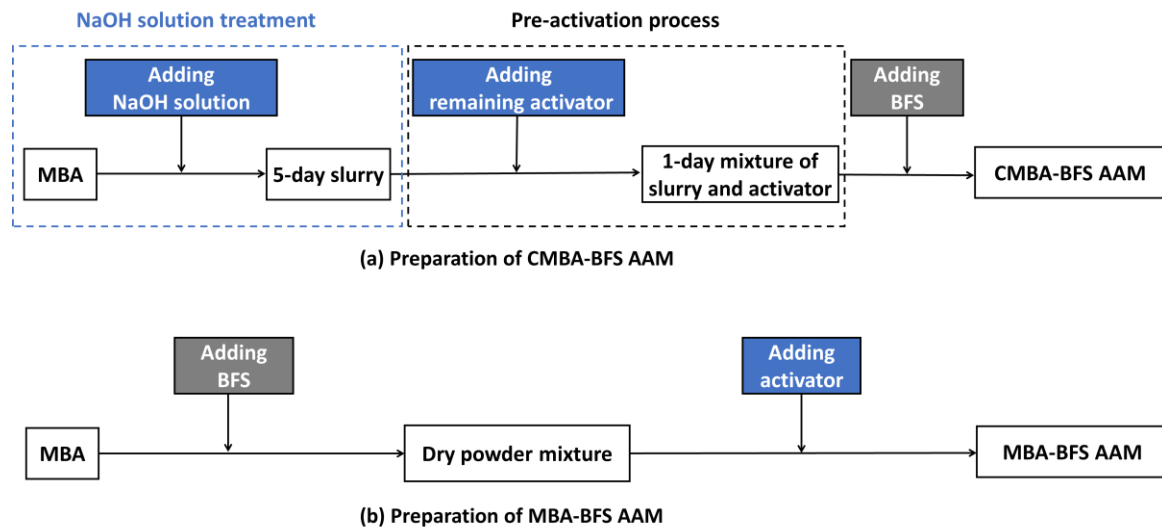 NaOH solution treatment
Pre-activation process
Adding
NaOH solution
Adding
remaining activator
Adding
BFS
MBA
5-day slurry
1-day mixture of
slurry and activator
CMBA-BFS AAM
(a) Preparation of CMBA-BFS AAM
Adding
BFS
Adding
activator
MBA
Dry powder mixture
MBA-BFS AAM
(b) Preparation of MBA-BFS AAM